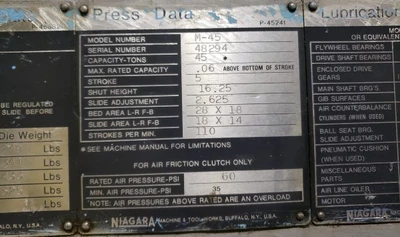 Press Data
P-45241
MODEL NUMBER M-45
SERIAL NUMBER 48294
CAPACITY-TONS 45
MAX. RATED CAPACITY .06 ABOVE BOTTOM OF STROKE
STROKE 5
SHUT HEIGHT 16.25
SLIDE ADJUSTMENT 2.625
BED AREA L-R F-B 28 X 18
SLIDE AREA L-R F-B 18 X 14
STROKES PER MIN. 110
*SEE MACHINE MANUAL FOR LIMITATIONS
FOR AIR FRICTION CLUTCH ONLY
RATED AIR PRESSURE-PSI 60
MIN. AIR PRESSURE-PSI 35
NOTE: AIR PRESSURES ABOVE RATED ARE AN OVERLOAD
NIAGARA MACHINE & TOOL WORKS, BUFFALO, N.Y., U.S.A.
BE REGULATED
SLIDE BEFORE
Die Weight
Lbs
Lbs
Lbs
Lbs
BUFFALO, N.Y., U.S.A.
Lubrication
OR EQUIVALENT
FLYWHEEL BEARINGS
DRIVE SHAFT BEARINGS
ENCLOSED DRIVE
GEARS
MAIN SHAFT BRG'S.
GIB SURFACES
AIR COUNTERBALANCE
CYLINDERS (WHEN USED)
BALL SEAT BRG.
SLIDE ADJUSTMENT
PNEUMATIC CUSHION
(WHEN USED)
MISCELLANEOUS
PARTS
AIR LINE OILER
MOTOR
NIAGARA